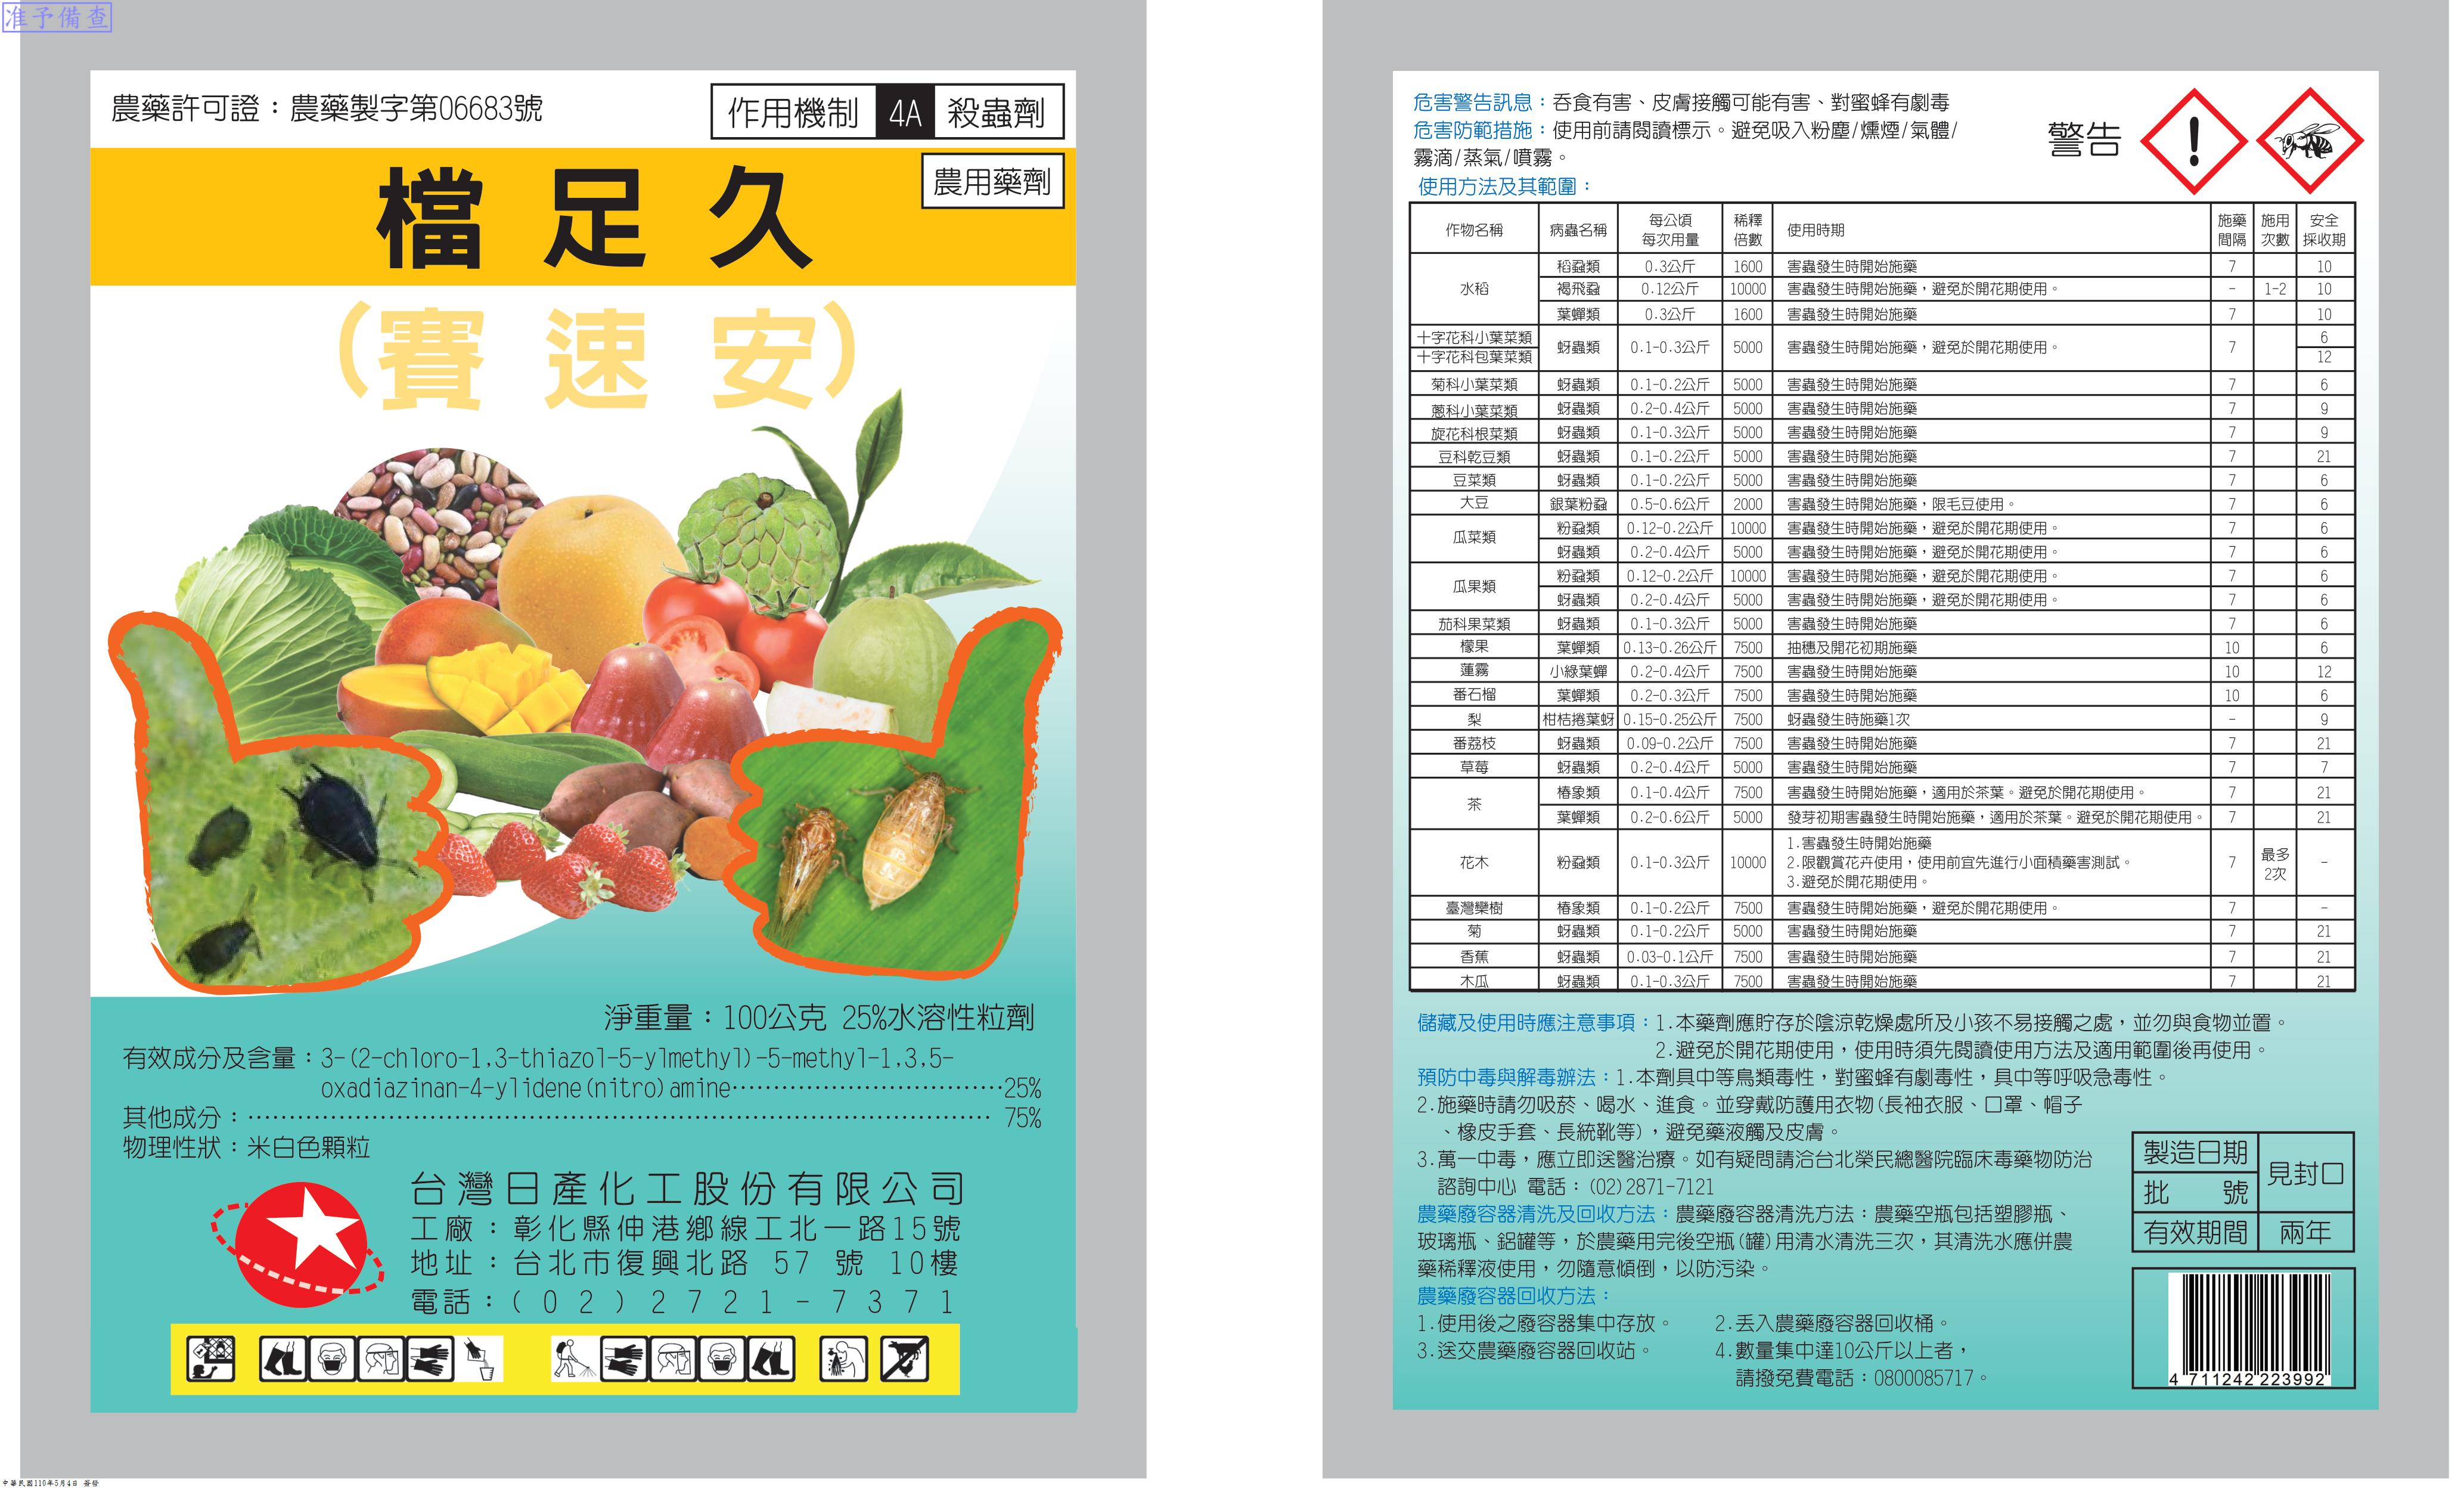 准予備查
農藥許可證：農藥製字第06683號
作用機制 4A 殺蟲劑
農用藥劑
檔足久
(賽速安)
淨重量：100公克 25%水溶性粒劑
有效成分及含量：3-(2-chloro-1,3-thiazol-5-ylmethyl)-5-methyl-1,3,5-
oxadiazinan-4-ylidene(nitro)amine································25%
其他成分：································ 75%
物理性狀：米白色顆粒
台灣日產化工股份有限公司
工廠：彰化縣伸港鄉線工北一路15號
地址：台北市復興北路 57 號 10樓
電話：(02)2721-7371
中華民國110年5月4日 簽發
危害警告訊息：吞食有害、皮膚接觸可能有害、對蜜蜂有劇毒
危害防範措施：使用前請閱讀標示。避免吸入粉塵/燻煙/氣體/
霧滴/蒸氣/噴霧。
警告
使用方法及其範圍：
作物名稱 病蟲名稱 每公頃每次用量 稀釋倍數 使用時期 施藥間隔 施用次數 安全採收期
水稻 稻蝨類 0.3公斤 1600 害蟲發生時開始施藥 7 10
褐飛蝨 0.12公斤 10000 害蟲發生時開始施藥，避免於開花期使用。 - 1-2 10
葉蟬類 0.3公斤 1600 害蟲發生時開始施藥 7 10
十字花科小葉菜類 蚜蟲類 0.1-0.3公斤 5000 害蟲發生時開始施藥，避免於開花期使用。 7 6
十字花科包葉菜類 12
菊科小葉菜類 蚜蟲類 0.1-0.2公斤 5000 害蟲發生時開始施藥 7 6
蔥科小葉菜類 蚜蟲類 0.2-0.4公斤 5000 害蟲發生時開始施藥 7 9
旋花科根菜類 蚜蟲類 0.1-0.3公斤 5000 害蟲發生時開始施藥 7 9
豆科乾豆類 蚜蟲類 0.1-0.2公斤 5000 害蟲發生時開始施藥 7 21
豆菜類 蚜蟲類 0.1-0.2公斤 5000 害蟲發生時開始施藥 7 6
大豆 銀葉粉蝨 0.5-0.6公斤 2000 害蟲發生時開始施藥，限毛豆使用。 7 6
瓜菜類 粉蝨類 0.12-0.2公斤 10000 害蟲發生時開始施藥，避免於開花期使用。 7 6
蚜蟲類 0.2-0.4公斤 5000 害蟲發生時開始施藥，避免於開花期使用。 7 6
瓜果類 粉蝨類 0.12-0.2公斤 10000 害蟲發生時開始施藥，避免於開花期使用。 7 6
蚜蟲類 0.2-0.4公斤 5000 害蟲發生時開始施藥，避免於開花期使用。 7 6
茄科果菜類 蚜蟲類 0.1-0.3公斤 5000 害蟲發生時開始施藥 7 6
檬果 葉蟬類 0.13-0.26公斤 7500 抽穗及開花初期施藥 10 6
蓮霧 小綠葉蟬 0.2-0.4公斤 7500 害蟲發生時開始施藥 10 12
番石榴 葉蟬類 0.2-0.3公斤 7500 害蟲發生時開始施藥 10 6
梨 柑桔捲葉蚜 0.15-0.25公斤 7500 蚜蟲發生時施藥1次 - 9
番荔枝 蚜蟲類 0.09-0.2公斤 7500 害蟲發生時開始施藥 7 21
草莓 蚜蟲類 0.2-0.4公斤 5000 害蟲發生時開始施藥 7 7
茶 椿象類 0.1-0.4公斤 7500 害蟲發生時開始施藥，適用於茶葉。避免於開花期使用。 7 21
葉蟬類 0.2-0.6公斤 5000 發芽初期害蟲發生時開始施藥，適用於茶葉。避免於開花期使用。 7 21
花木 粉蝨類 0.1-0.3公斤 10000 1.害蟲發生時開始施藥
2.限觀賞花卉使用，使用前宜先進行小面積藥害測試。 7 最多2次 -
3.避免於開花期使用。
臺灣欒樹 椿象類 0.1-0.2公斤 7500 害蟲發生時開始施藥，避免於開花期使用。 7 -
菊 蚜蟲類 0.1-0.2公斤 5000 害蟲發生時開始施藥 7 21
香蕉 蚜蟲類 0.03-0.1公斤 7500 害蟲發生時開始施藥 7 21
木瓜 蚜蟲類 0.1-0.3公斤 7500 害蟲發生時開始施藥 7 21
儲藏及使用時應注意事項：1.本藥劑應貯存於陰涼乾燥處所及小孩不易接觸之處，並勿與食物並置。
2.避免於開花期使用，使用時須先閱讀使用方法及適用範圍後再使用。
預防中毒與解毒辦法：1.本劑具中等鳥類毒性，對蜜蜂有劇毒性，具中等呼吸急毒性。
2.施藥時請勿吸菸、喝水、進食。並穿戴防護用衣物(長袖衣服、口罩、帽子
、橡皮手套、長統靴等)，避免藥液觸及皮膚。
3.萬一中毒，應立即送醫治療。如有疑問請洽台北榮民總醫院臨床毒藥物防治
諮詢中心 電話：(02)2871-7121
農藥廢容器清洗及回收方法：農藥廢容器清洗方法：農藥空瓶包括塑膠瓶、
玻璃瓶、鋁罐等，於農藥用完後空瓶(罐)用清水清洗三次，其清洗水應併農
藥稀釋液使用，勿隨意傾倒，以防污染。
農藥廢容器回收方法：
1.使用後之廢容器集中存放。 2.丟入農藥廢容器回收桶。
3.送交農藥廢容器回收站。 4.數量集中達10公斤以上者，
請撥免費電話：0800085717。
製造日期 見封口
批號
有效期間 兩年
4 711242 223992